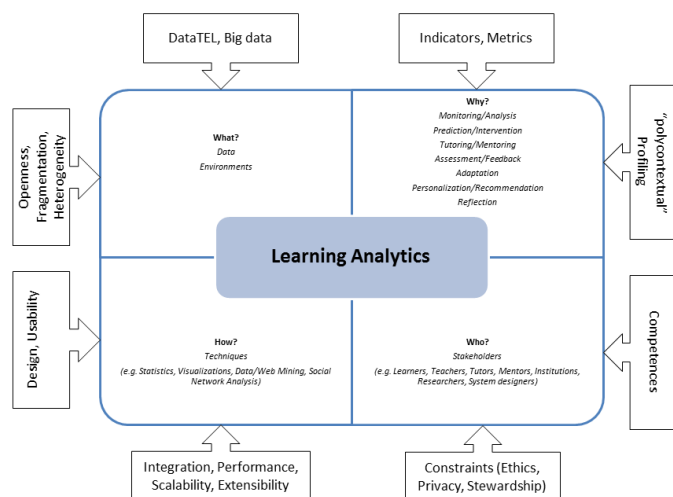 DataTEL, Big data
Indicators, Metrics
Openness,
Fragmentation,
Heterogeneity
What?
Data
Environments
Why?
Monitoring/Analysis
Prediction/Intervention
Tutoring/Mentoring
Assessment/Feedback
Adaptation
Personalization/Recommendation
Reflection
"polycontextual"
Profiling
Learning Analytics
Design, Usability
How?
Techniques
(e.g. Statistics, Visualizations, Data/Web Mining, Social
Network Analysis)
Who?
Stakeholders
(e.g. Learners, Teachers, Tutors, Mentors, Institutions,
Researchers, System designers)
Competences
Integration, Performance,
Scalability, Extensibility
Constraints (Ethics,
Privacy, Stewardship)